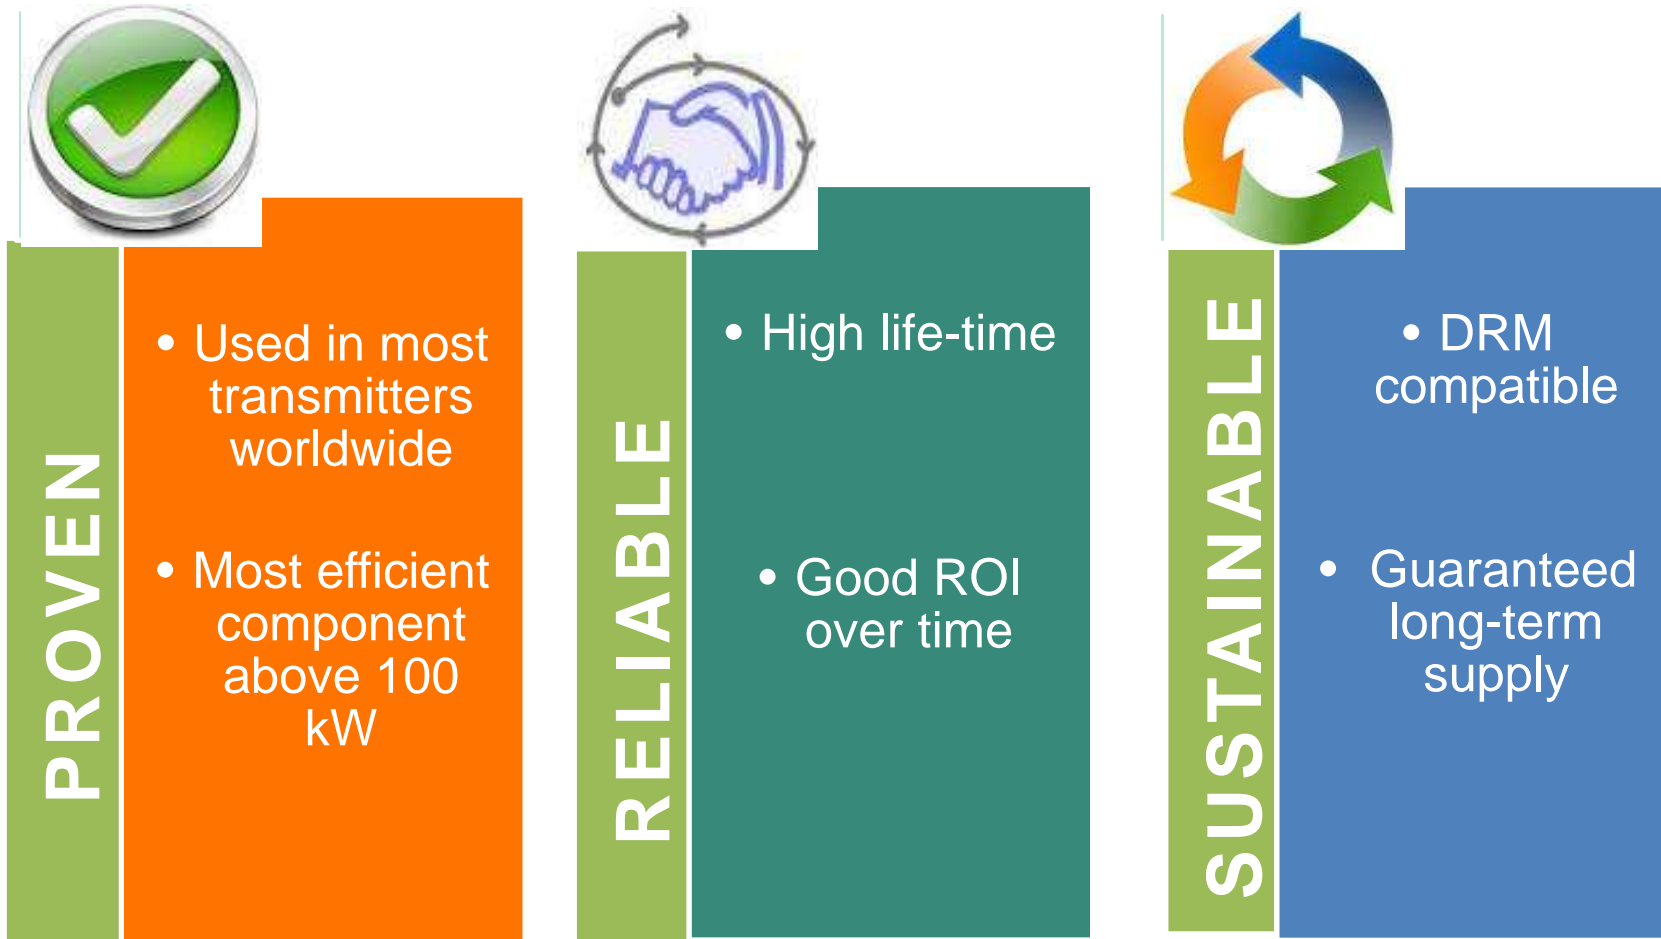 PROVEN
• Used in most
transmitters
worldwide
• Most efficient
component
above 100
kW
RELIABLE
• High life-time
• Good ROI
over time
SUSTAINABLE
• DRM
compatible
• Guaranteed
long-term
supply